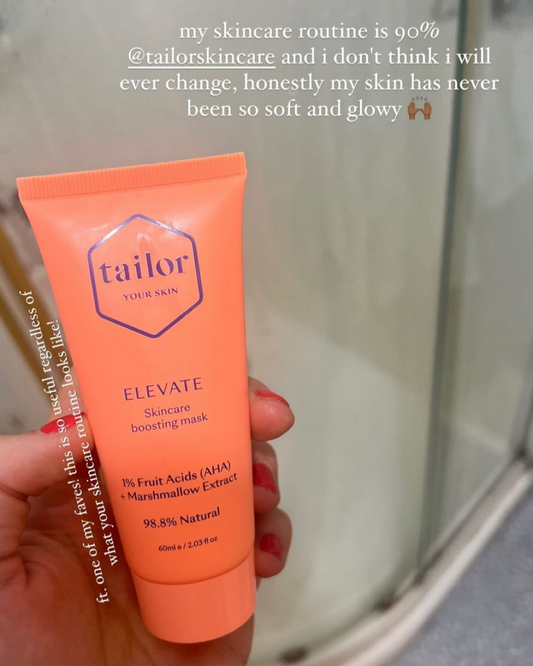 my skincare routine is 90%
@tailorskincare and i don't think i will
ever change, honestly my skin has never
been so soft and glowy 🙌🏾
tailor
YOUR SKIN
ELEVATE
Skincare
boosting mask
1% Fruit Acids (AHA)
+ Marshmallow Extract
98.8% Natural
60ml e / 2.03 fl oz
ft. one of my faves! this is so useful regardless of
what your skincare routine looks like!